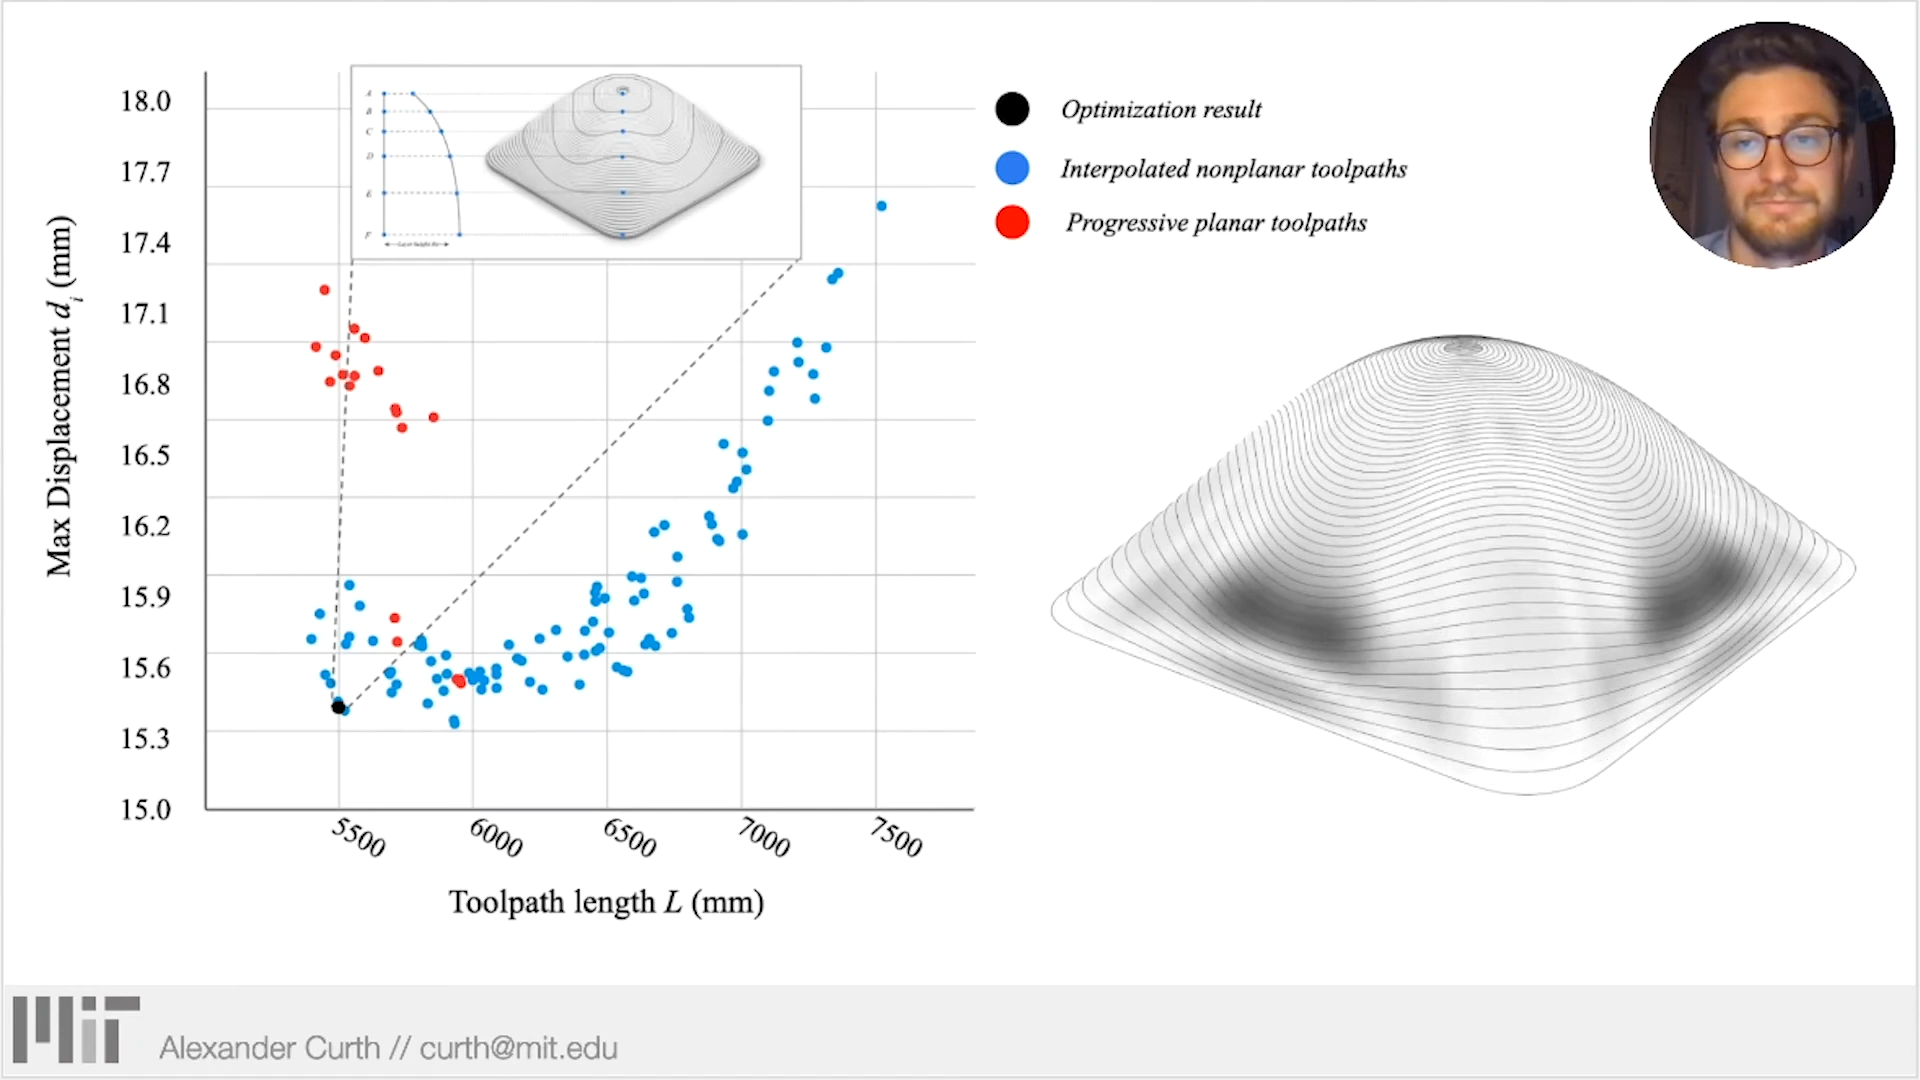 18.0
17.7
17.4
17.1
16.8
16.5
16.2
15.9
15.6
15.3
15.0
Max Displacement d i (mm)
A
B
C
D
E
F
5500
6000
6500
7000
7500
Toolpath length L (mm)
Optimization result
Interpolated nonplanar toolpaths
Progressive planar toolpaths
MIT
Alexander Curth // curth@mit.edu